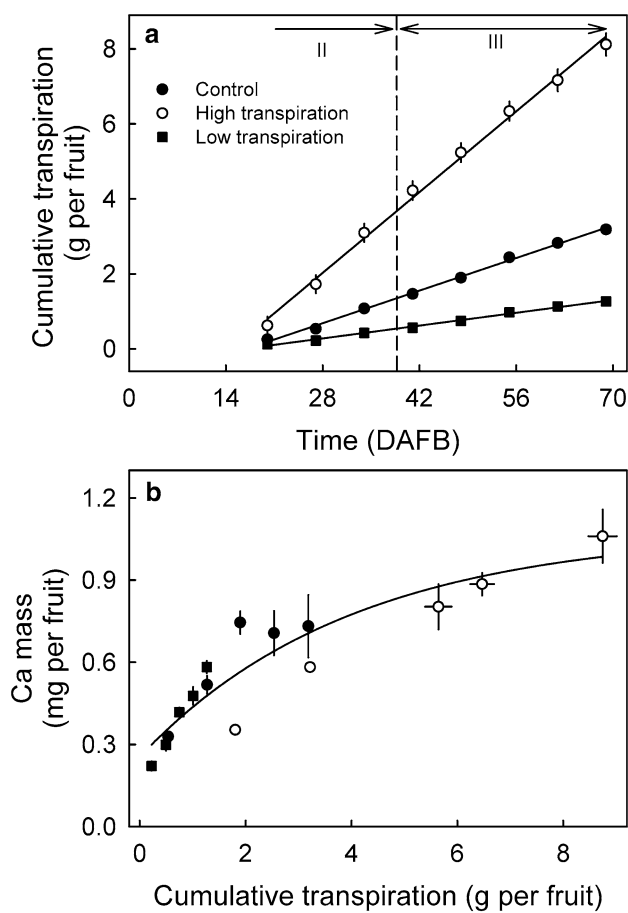 a
II
III
Control
High transpiration
Low transpiration
8
6
4
2
0
Cumulative transpiration
(g per fruit)
0 14 28 42 56 70
Time (DAFB)
b
1.2
0.9
0.6
0.3
0.0
Ca mass
(mg per fruit)
0 2 4 6 8
Cumulative transpiration (g per fruit)